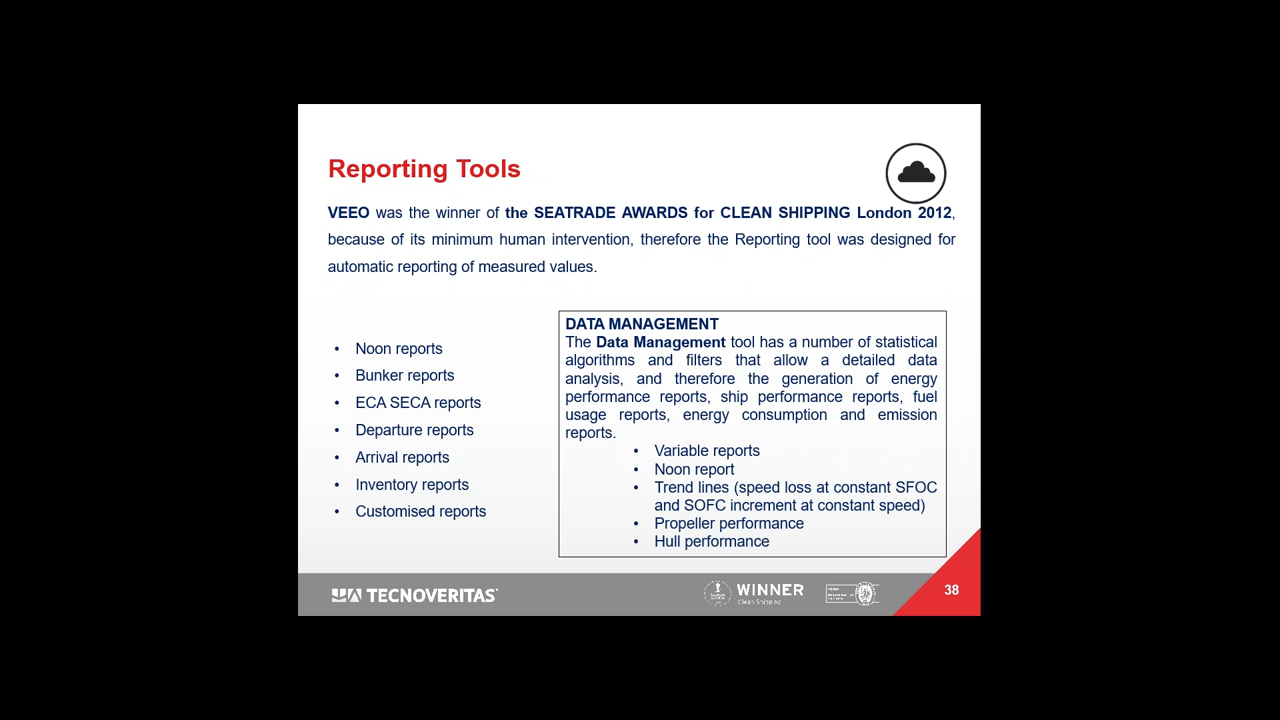 Reporting Tools
VEEO was the winner of the SEATRADE AWARDS for CLEAN SHIPPING London 2012,
because of its minimum human intervention, therefore the Reporting tool was designed for
automatic reporting of measured values.
• Noon reports
• Bunker reports
• ECA SECA reports
• Departure reports
• Arrival reports
• Inventory reports
• Customised reports
DATA MANAGEMENT
The Data Management tool has a number of statistical
algorithms and filters that allow a detailed data
analysis, and therefore the generation of energy
performance reports, ship performance reports, fuel
usage reports, energy consumption and emission
reports.
• Variable reports
• Noon report
• Trend lines (speed loss at constant SFOC
and SOFC increment at constant speed)
• Propeller performance
• Hull performance
TECNOVERITAS
WINNER
Clean Shipping
38